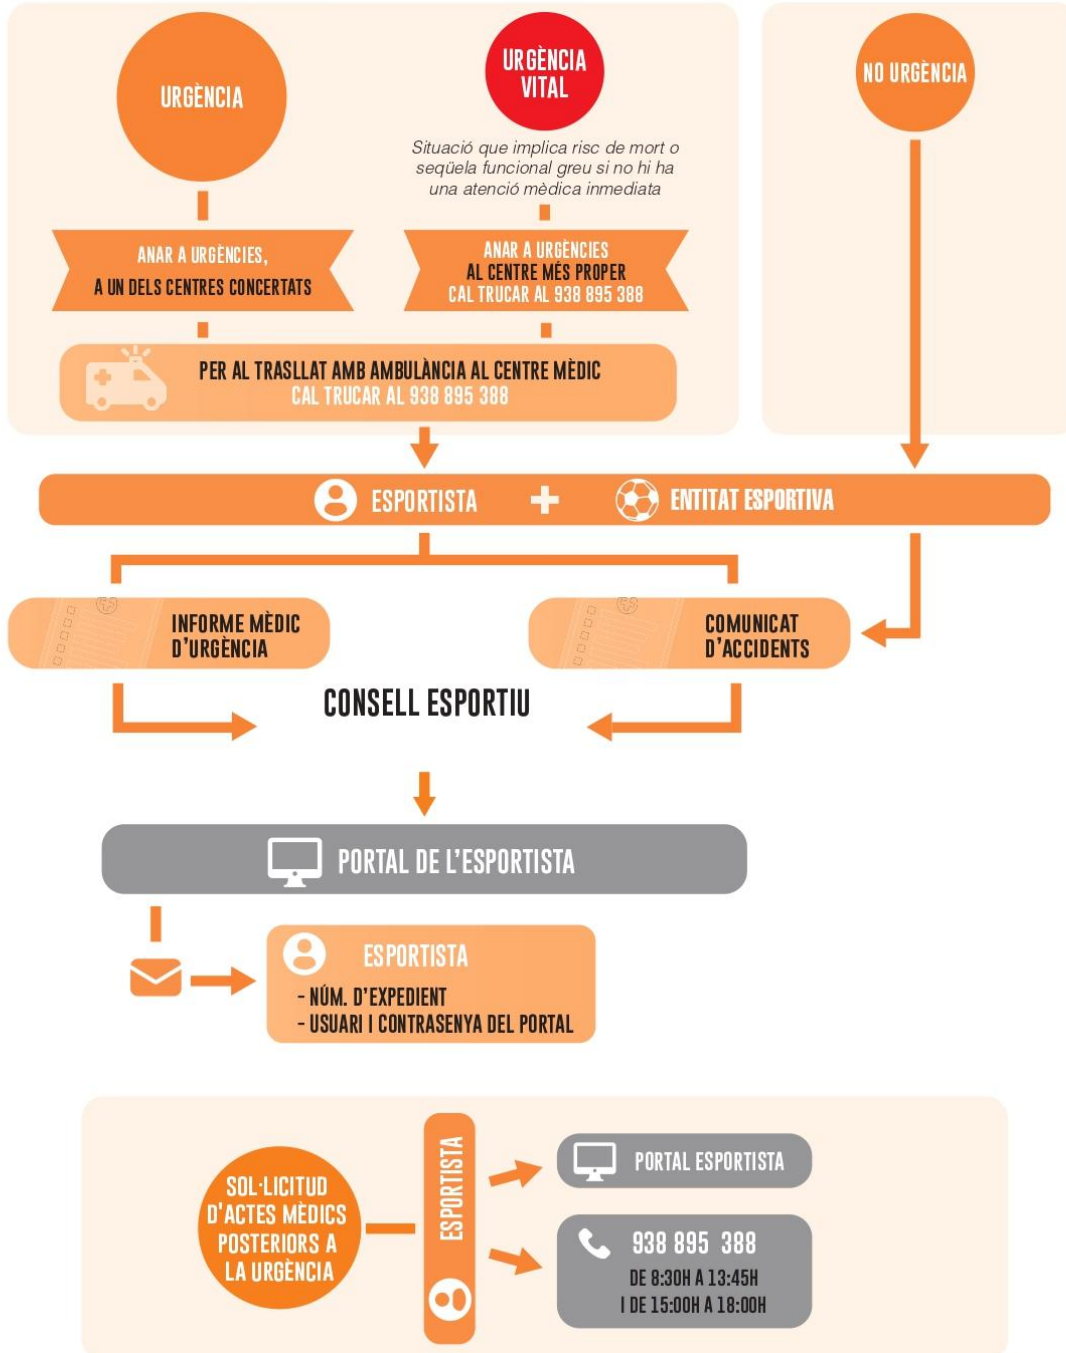 URGÈNCIA
URGÈNCIA
VITAL
Situació que implica risc de mort o
seqüela funcional greu si no hi ha
una atenció mèdica inmediata
NO URGÈNCIA
ANAR A URGÈNCIES,
A UN DELS CENTRES CONCERTATS
ANAR A URGÈNCIES
AL CENTRE MÉS PROPER
CAL TRUCAR AL 938 895 388
PER AL TRASLLAT AMB AMBULÀNCIA AL CENTRE MÈDIC
CAL TRUCAR AL 938 895 388
ESPORTISTA + ENTITAT ESPORTIVA
INFORME MÈDIC
D'URGÈNCIA
COMUNICAT
D'ACCIDENTS
CONSELL ESPORTIU
PORTAL DE L'ESPORTISTA
ESPORTISTA
- NÚM. D'EXPEDIENT
- USUARI I CONTRASENYA DEL PORTAL
SOL·LICITUD
D'ACTES MÈDICS
POSTERIORS A
LA URGÈNCIA
ESPORTISTA
PORTAL ESPORTISTA
938 895 388
DE 8:30H A 13:45H
I DE 15:00H A 18:00H